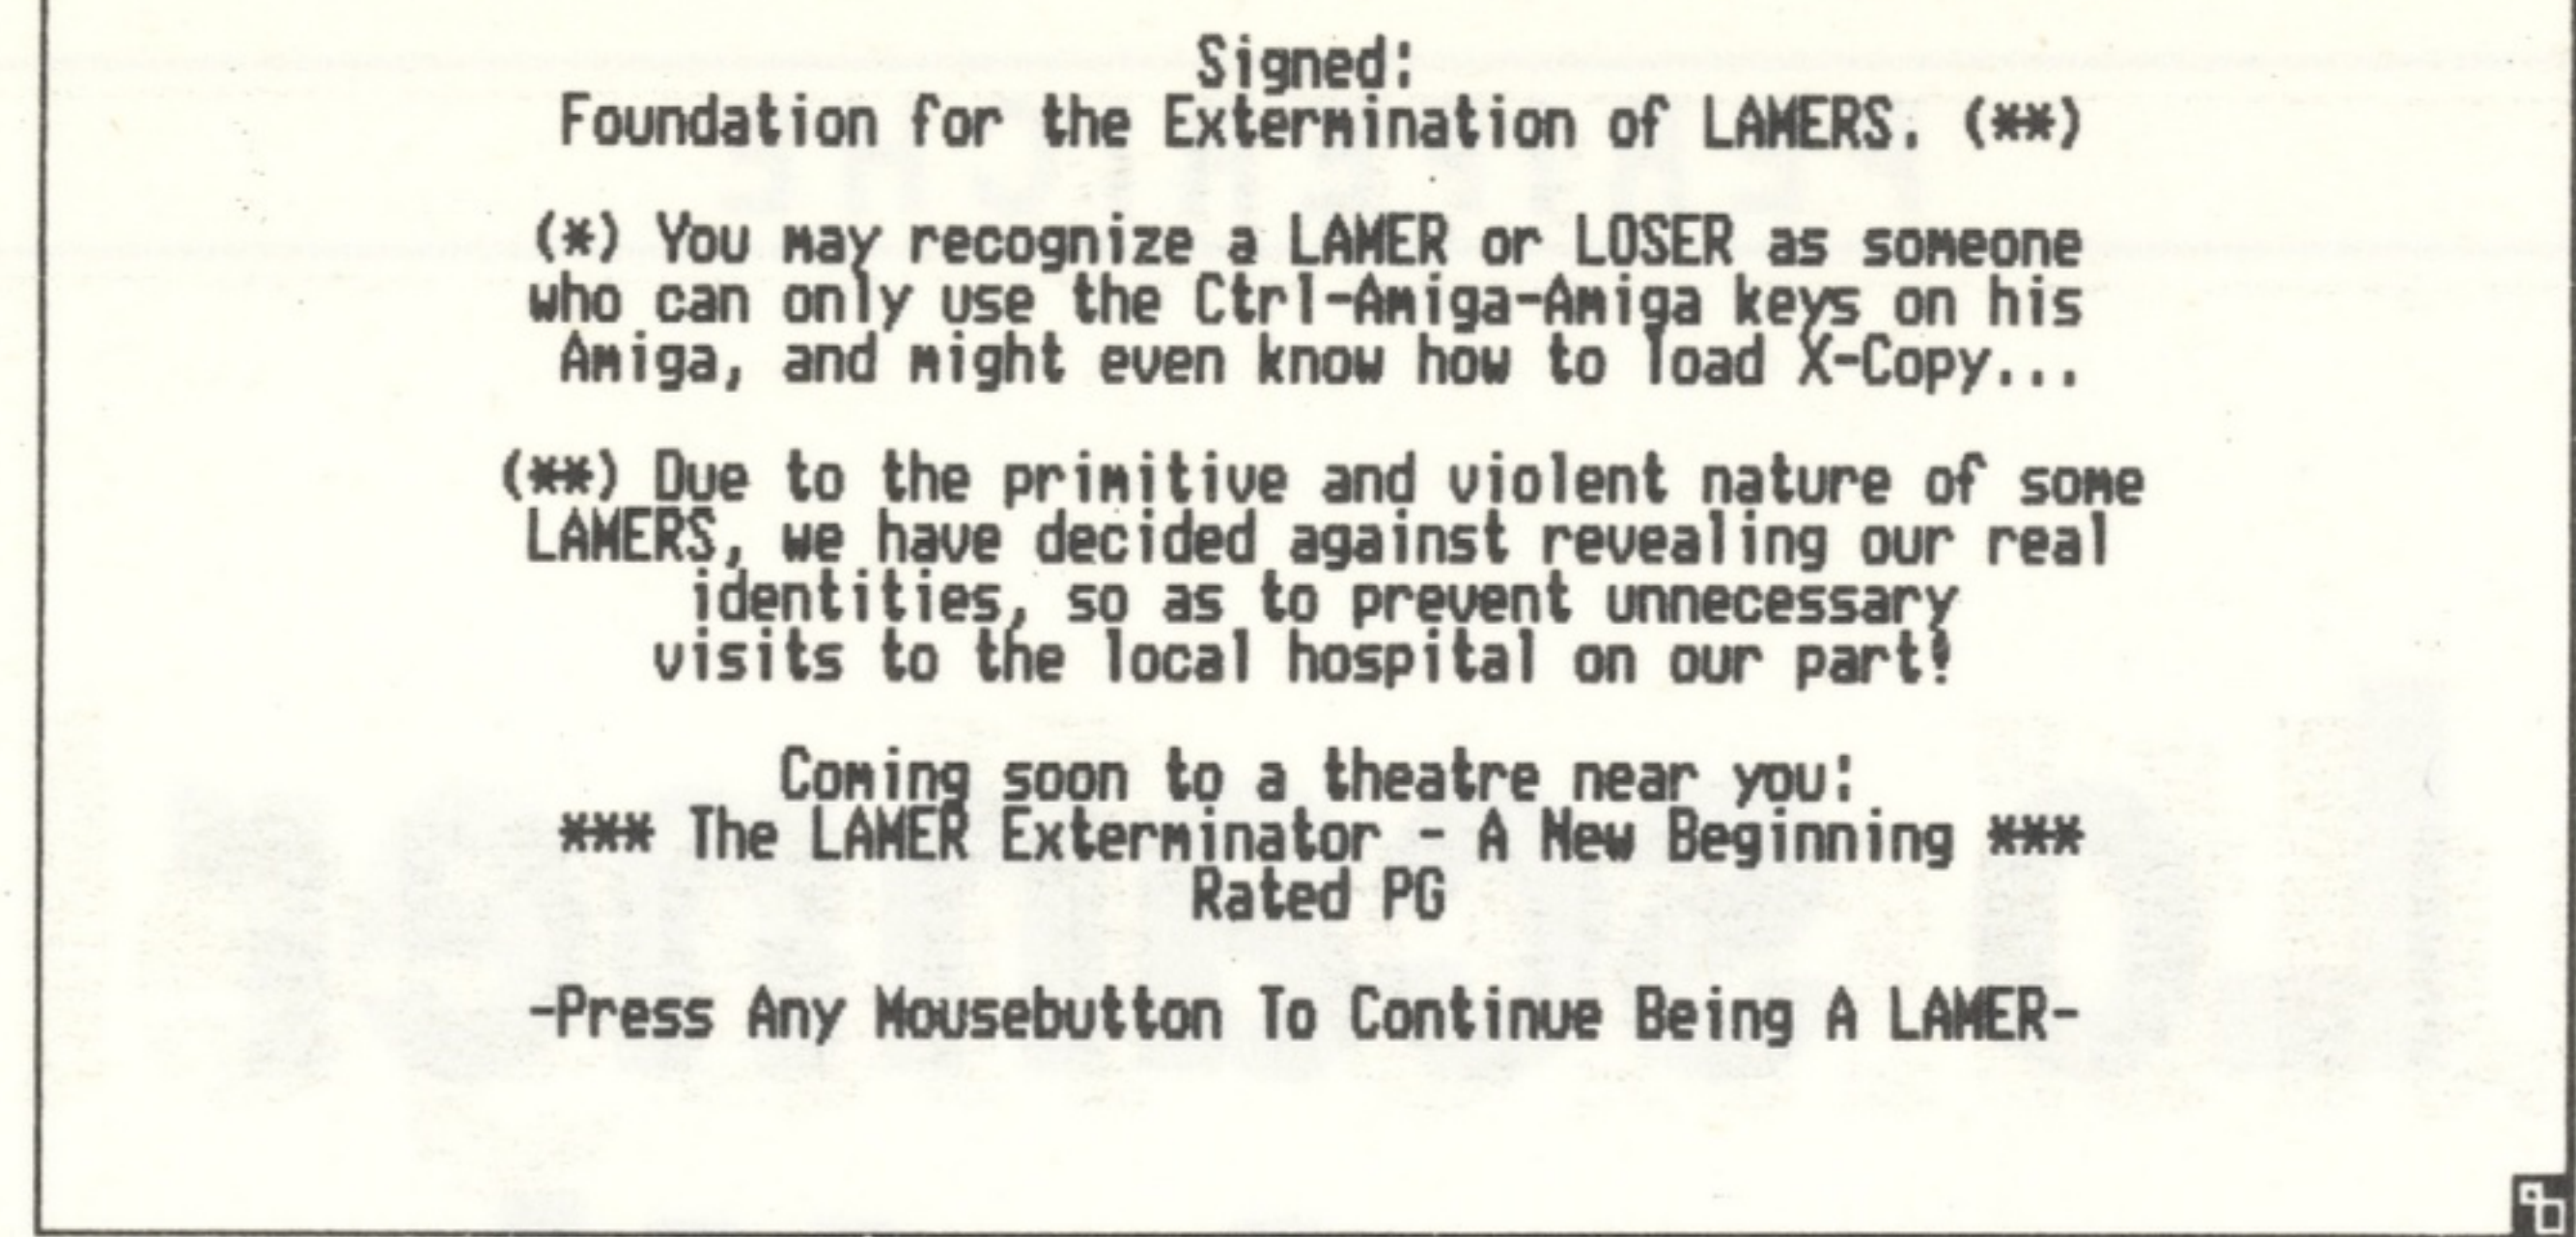 Signed:
Foundation for the Extermination of LAMERS. (**)
(*) You may recognize a LAMER or LOSER as someone
who can only use the Ctrl-Amiga-Amiga keys on his
Amiga, and might even know how to load X-Copy...
(**) Due to the primitive and violent nature of some
LAMERS, we have decided against revealing our real
identities, so as to prevent unnecessary
visits to the local hospital on our part!
Coming soon to a theatre near you:
*** The LAMER Exterminator - A New Beginning ***
Rated PG
-Press Any Mousebutton To Continue Being A LAMER-